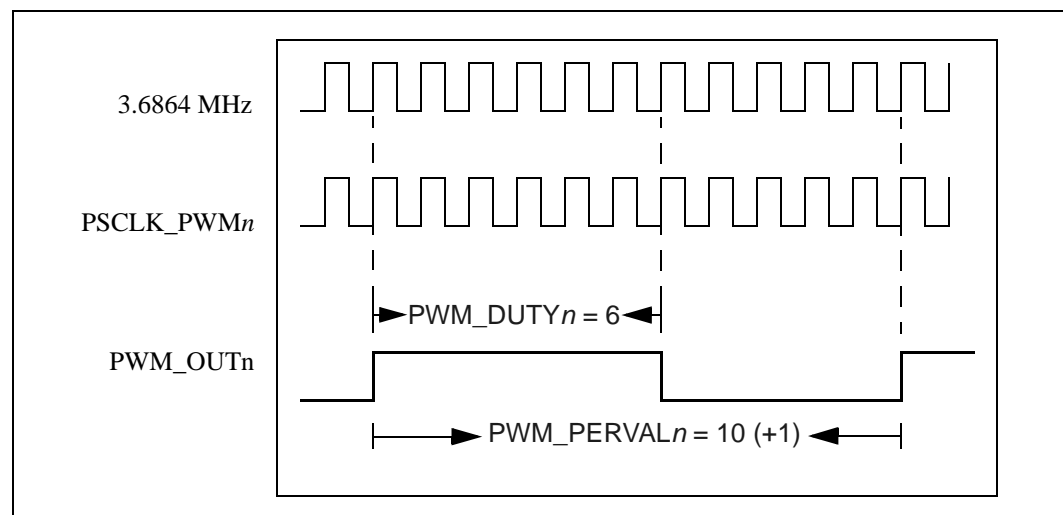 3.6864 MHz
PSCLK_PWMn
PWM_DUTYn = 6
PWM_OUTn
PWM_PERVALn = 10 (+1)